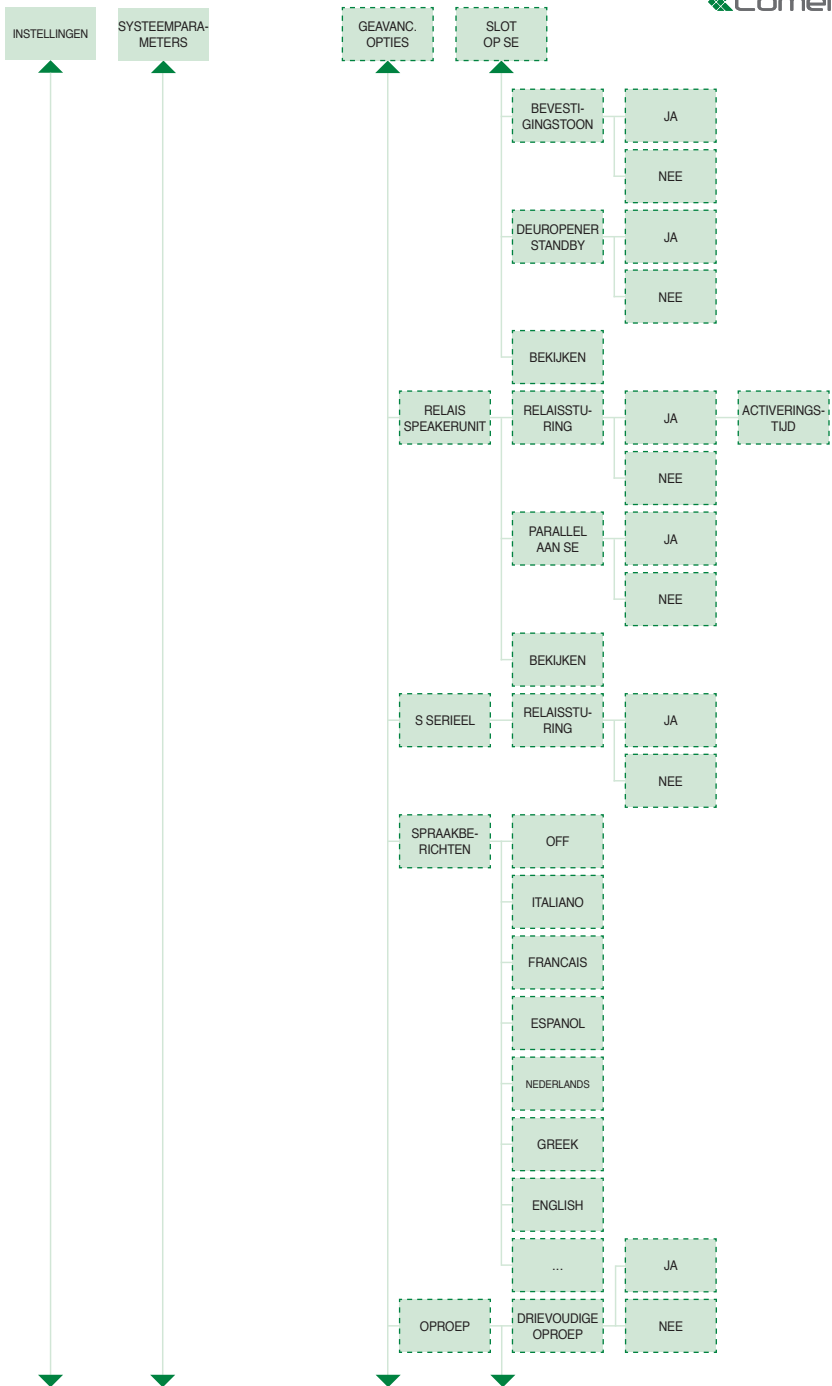 INSTELLINGEN
SYSTEEMPARA-
METERS
GEAVANC.
OPTIES
SLOT
OP SE
BEVESTI-
GINGSTOON
JA
NEE
DEUROPENER
STANDBY
JA
NEE
BEKIJKEN
RELAIS
SPEAKERUNIT
RELAISSTU-
RING
JA
ACTIVERINGS-
TIJD
NEE
PARALLEL
AAN SE
JA
NEE
BEKIJKEN
S SERIEEL
RELAISSTU-
RING
JA
NEE
SPRAAKBE-
RICHTEN
OFF
ITALIANO
FRANCAIS
ESPANOL
NEDERLANDS
GREEK
ENGLISH
...
JA
OPROEP
DRIEVOUDIGE
OPROEP
NEE